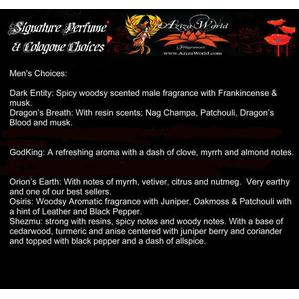 Signature Perfume
& Cologne Choices
Aziza World
Fragrances
www.AzizaWorld.com
Men's Choices:
Dark Entity: Spicy woodsy scented male fragrance with Frankincense &
musk.
Dragon's Breath: With resin scents; Nag Champa, Patchouli, Dragon's
Blood and musk.
GodKing: A refreshing aroma with a dash of clove, myrrh and almond notes.
Orion's Earth: With notes of myrrh, vetiver, citrus and nutmeg.  Very earthy
and one of our best sellers.
Osiris: Woodsy Aromatic fragrance with Juniper, Oakmoss & Patchouli with
a hint of Leather and Black Pepper.
Shezmu: strong with resins, spicy notes and woody notes. With a base of
cedarwood, turmeric and anise centered with juniper berry and coriander
and topped with black pepper and a dash of allspice.